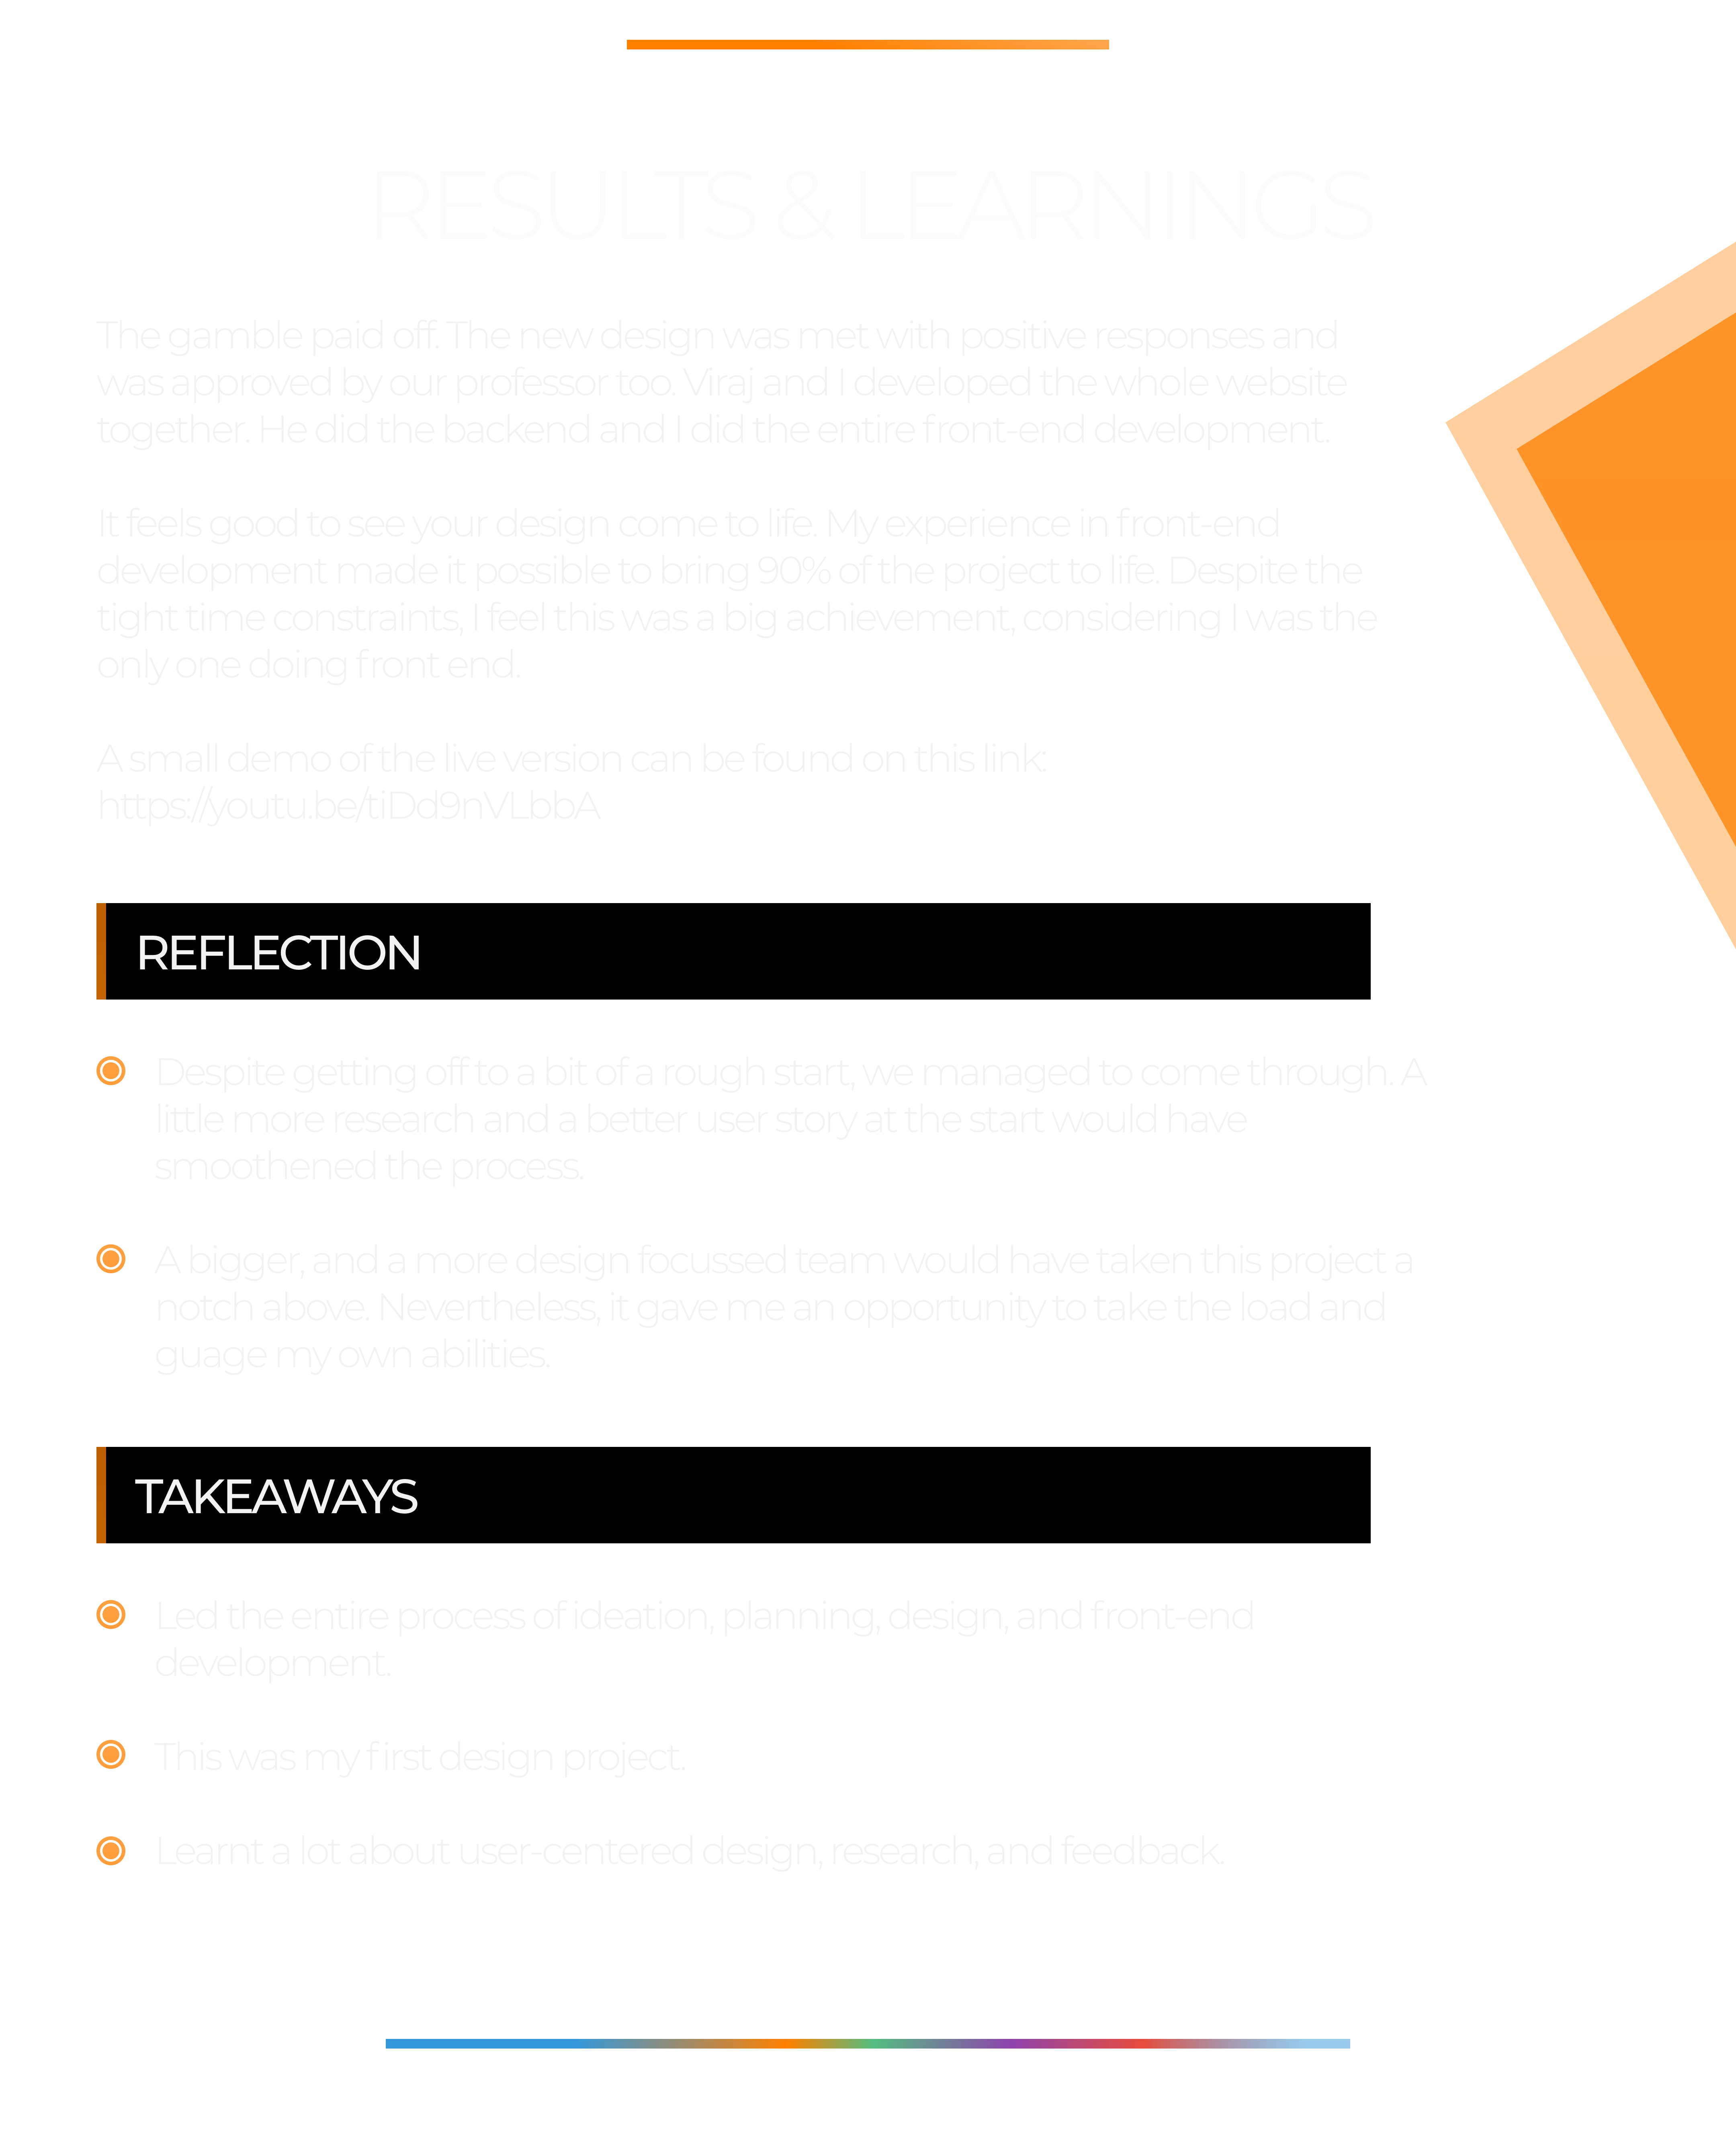 RESULTS & LEARNINGS
The gamble paid off. The new design was met with positive responses and
was approved by our professor too. Viraj and I developed the whole website
together. He did the backend and I did the entire front-end development.
It feels good to see your design come to life. My experience in front-end
development made it possible to bring 90% of the project to life. Despite the
tight time constraints, I feel this was a big achievement, considering I was the
only one doing front end.
A small demo of the live version can be found on this link:
https://youtu.be/tiDd9nVLbbA
REFLECTION
Despite getting off to a bit of a rough start, we managed to come through. A
little more research and a better user story at the start would have
smoothened the process.
A bigger, and a more design focussed team would have taken this project a
notch above. Nevertheless, it gave me an opportunity to take the load and
guage my own abilities.
TAKEAWAYS
Led the entire process of ideation, planning, design, and front-end
development.
This was my first design project.
Learnt a lot about user-centered design, research, and feedback.